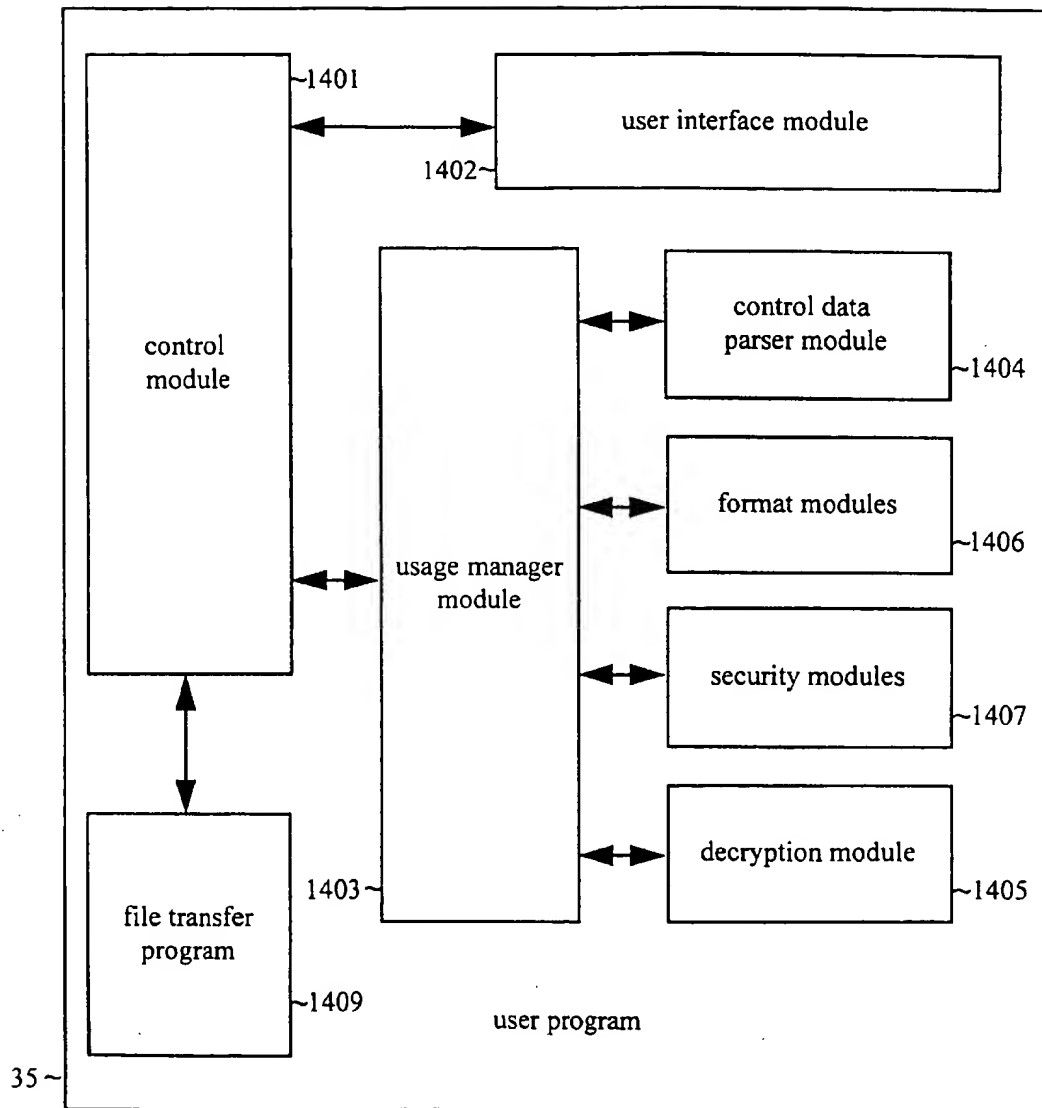 ~1401
user interface module
1402~
control
module
control data
parser module
~1404
format modules
~1406
usage manager
module
security modules
~1407
decryption module
~1405
1403~
file transfer
program
~1409
user program
35~